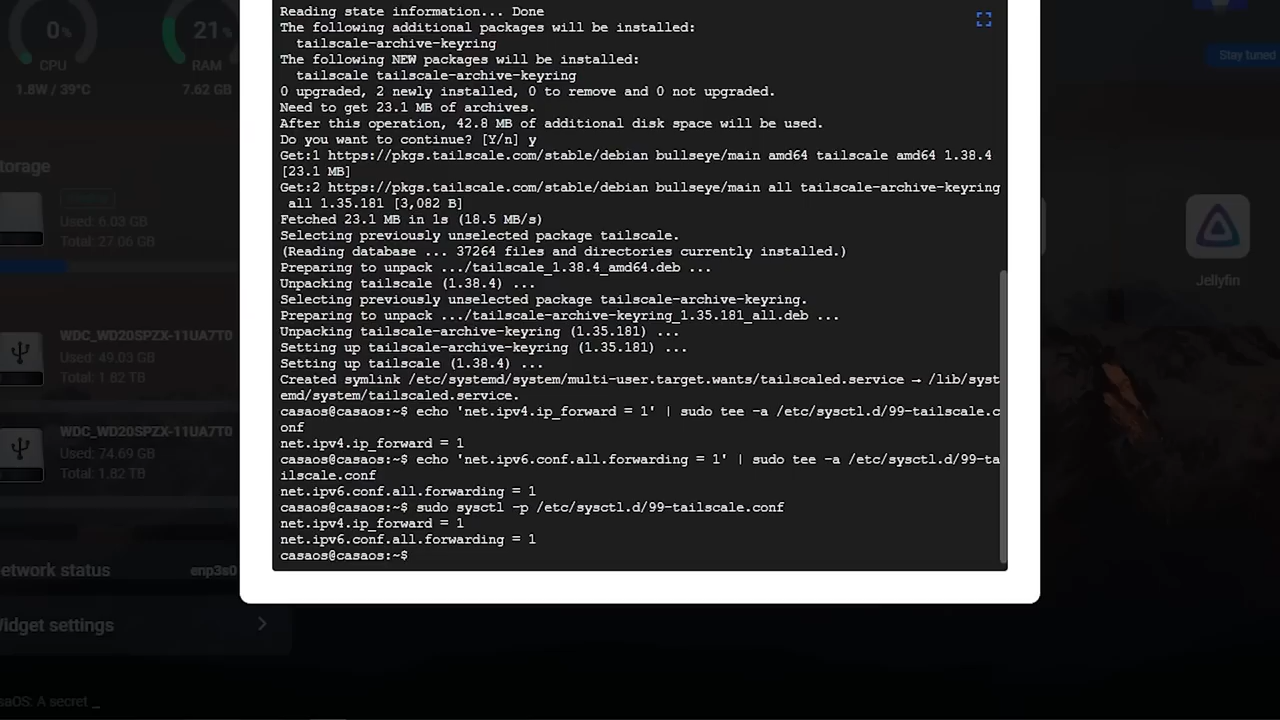 Reading state information... Done
The following additional packages will be installed:
tailscale-archive-keyring
The following NEW packages will be installed:
tailscale tailscale-archive-keyring
0 upgraded, 2 newly installed, 0 to remove and 0 not upgraded.
Need to get 23.1 MB of archives.
After this operation, 42.8 MB of additional disk space will be used.
Do you want to continue? [Y/n] y
Get:1 https://pkgs.tailscale.com/stable/debian bullseye/main amd64 tailscale amd64 1.38.4
[23.1 MB]
Get:2 https://pkgs.tailscale.com/stable/debian bullseye/main all tailscale-archive-keyring
all 1.35.181 [3,082 B]
Fetched 23.1 MB in 1s (18.5 MB/s)
Selecting previously unselected package tailscale.
(Reading database ... 37264 files and directories currently installed.)
Preparing to unpack .../tailscale_1.38.4_amd64.deb ...
Unpacking tailscale (1.38.4) ...
Selecting previously unselected package tailscale-archive-keyring.
Preparing to unpack .../tailscale-archive-keyring_1.35.181_all.deb ...
Unpacking tailscale-archive-keyring (1.35.181) ...
Setting up tailscale-archive-keyring (1.35.181) ...
Setting up tailscale (1.38.4) ...
Created symlink /etc/systemd/system/multi-user.target.wants/tailscaled.service → /lib/syst
emd/system/tailscaled.service.
casaos@casaos:~$ echo 'net.ipv4.ip_forward = 1' | sudo tee -a /etc/sysctl.d/99-tailscale.c
onf
net.ipv4.ip_forward = 1
casaos@casaos:~$ echo 'net.ipv6.conf.all.forwarding = 1' | sudo tee -a /etc/sysctl.d/99-ta
ilscale.conf
net.ipv6.conf.all.forwarding = 1
casaos@casaos:~$ sudo sysctl -p /etc/sysctl.d/99-tailscale.conf
net.ipv4.ip_forward = 1
net.ipv6.conf.all.forwarding = 1
casaos@casaos:~$
0%
CPU
1.8W / 39°C
21%
RAM
7.62 GB
torage
Used: 6.03 GB
Total: 27.06 GB
WDC_WD20SPZX-11UA7T0
Used: 49.03 GB
Total: 1.82 TB
WDC_WD20SPZX-11UA7T0
Used: 74.69 GB
Total: 1.82 TB
etwork status
enp3s0
Widget settings
saOS: A secret _
Stay tuned
Jellyfin